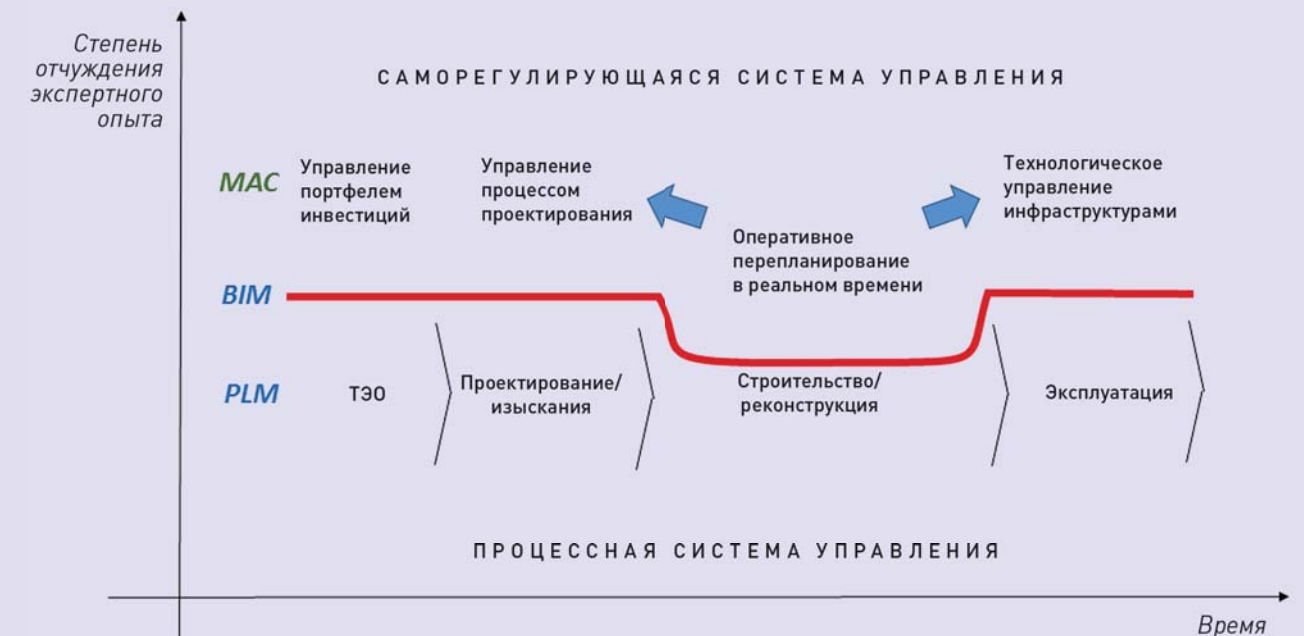 Степень
отчуждения
экспертного
опыта
САМОРЕГУЛИРУЮЩАЯСЯ СИСТЕМА УПРАВЛЕНИЯ
МАС
Управление
портфелем
инвестиций
Управление
процессом
проектирования
Оперативное
перепланирование
в реальном времени
Технологическое
управление
инфраструктурами
BIM
PLM
ТЭО
Проектирование/
изыскания
Строительство/
реконструкция
Эксплуатация
ПРОЦЕССНАЯ СИСТЕМА УПРАВЛЕНИЯ
Время